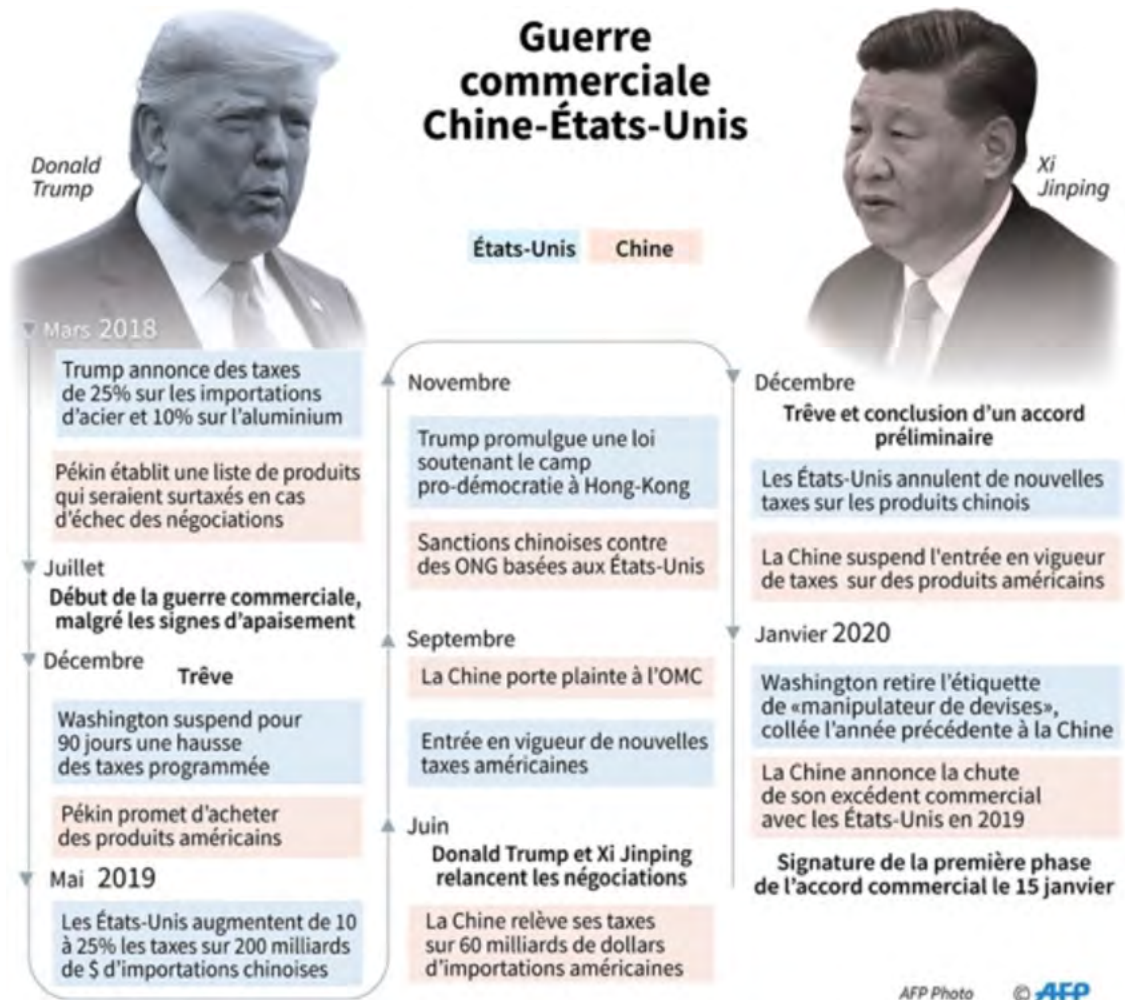 Guerre
commerciale
Chine-États-Unis
Donald
Trump
Xi
Jinping
États-Unis
Chine
Mars 2018
Trump annonce des taxes
de 25% sur les importations
d'acier et 10% sur l'aluminium
Pékin établit une liste de produits
qui seraient surtaxés en cas
d'échec des négociations
Juillet
Début de la guerre commerciale,
malgré les signes d'apaisement
Décembre
Trêve
Washington suspend pour
90 jours une hausse
des taxes programmée
Pékin promet d'acheter
des produits américains
Mai 2019
Les États-Unis augmentent de 10
à 25% les taxes sur 200 milliards
de $ d'importations chinoises
Juin
Donald Trump et Xi Jinping
relancent les négociations
La Chine relève ses taxes
sur 60 milliards de dollars
d'importations américaines
Septembre
La Chine porte plainte à l'OMC
Entrée en vigueur de nouvelles
taxes américaines
Novembre
Trump promulgue une loi
soutenant le camp
pro-démocratie à Hong-Kong
Sanctions chinoises contre
des ONG basées aux États-Unis
Décembre
Trêve et conclusion d'un accord
préliminaire
Les États-Unis annulent de nouvelles
taxes sur les produits chinois
La Chine suspend l'entrée en vigueur
de taxes sur des produits américains
Janvier 2020
Washington retire l'étiquette
de «manipulateur de devises»,
collée l'année précédente à la Chine
La Chine annonce la chute
de son excédent commercial
avec les États-Unis en 2019
Signature de la première phase
de l'accord commercial le 15 janvier
AFP Photo
© AFP